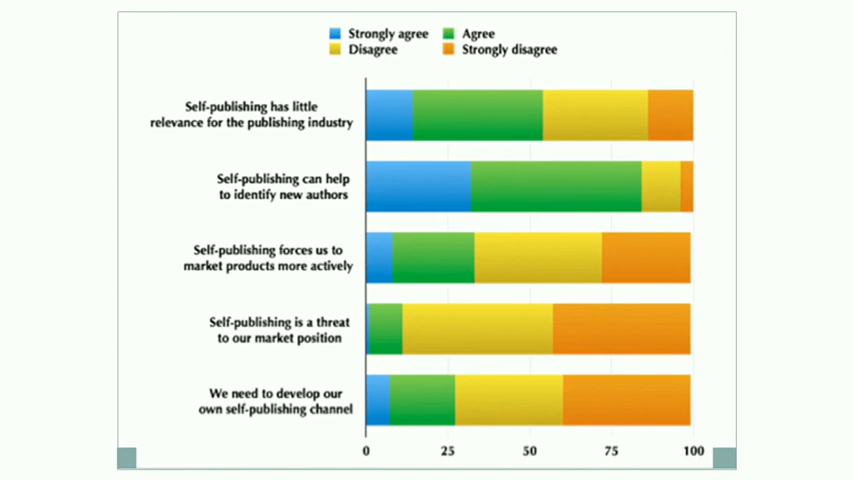 Strongly agree
Agree
Disagree
Strongly disagree
Self-publishing has little
relevance for the publishing industry
Self-publishing can help
to identify new authors
Self-publishing forces us to
market products more actively
Self-publishing is a threat
to our market position
We need to develop our
own self-publishing channel
0 25 50 75 100